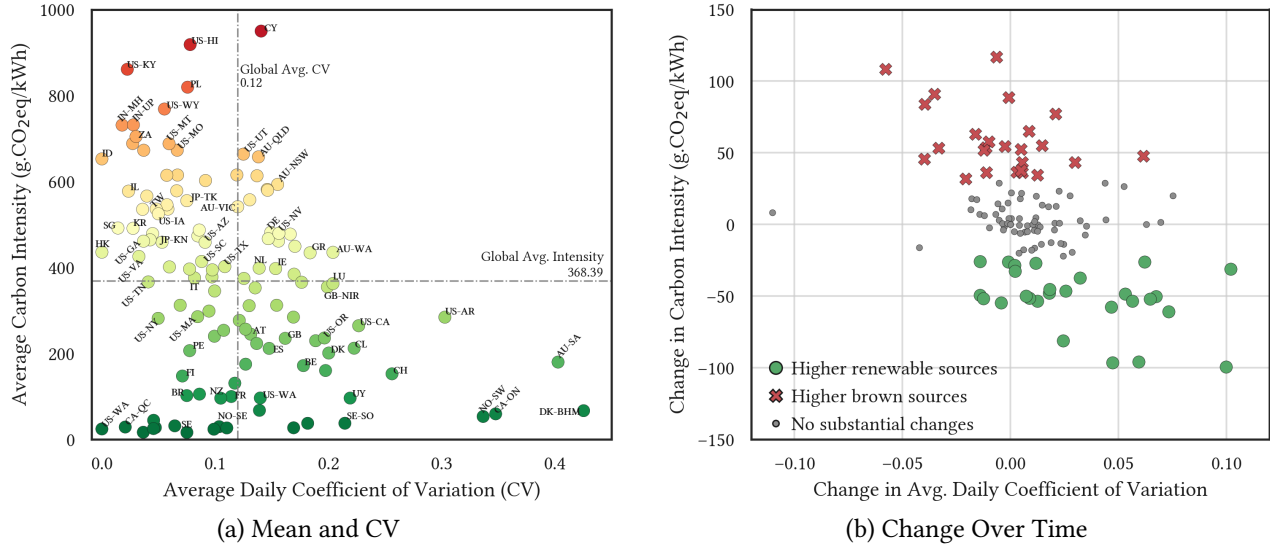 1000
800
600
400
200
0
0.0
0.1
0.2
0.3
0.4
Average Carbon Intensity (g.CO2eq/kWh)
Average Daily Coefficient of Variation (CV)
CY
US-HI
US-KY
Global Avg. CV
0.12
PL
US-WY
IN-MH
IN-UP
ZA
US-MT
US-MO
ID
US-UT
AU-QLD
AU-NSW
IL
TW
JP-TK
AU-VIC
US-IA
SG
KR
US-AZ
DE
US-NV
HK
US-GA
JP-KN
US-SC
US-TX
GR
AU-WA
Global Avg. Intensity
368.39
US-VA
NL
IE
LU
US-TN
IT
GB-NIR
US-NY
US-MA
US-AR
US-CA
US-OR
AT
GB
PE
ES
DK
CL
BE
AU-SA
FI
CH
BR
NZ
FR
US-WA
UY
US-WA
CA-QC
SE
NO-SE
SE-SO
NO-SW
CA-ON
DK-BHM
(a) Mean and CV
150
100
50
0
−50
−100
−150
−0.10
−0.05
0.00
0.05
0.10
Change in Carbon Intensity (g.CO2eq/kWh)
Higher renewable sources
Higher brown sources
No substantial changes
Change in Avg. Daily Coefficient of Variation
(b) Change Over Time